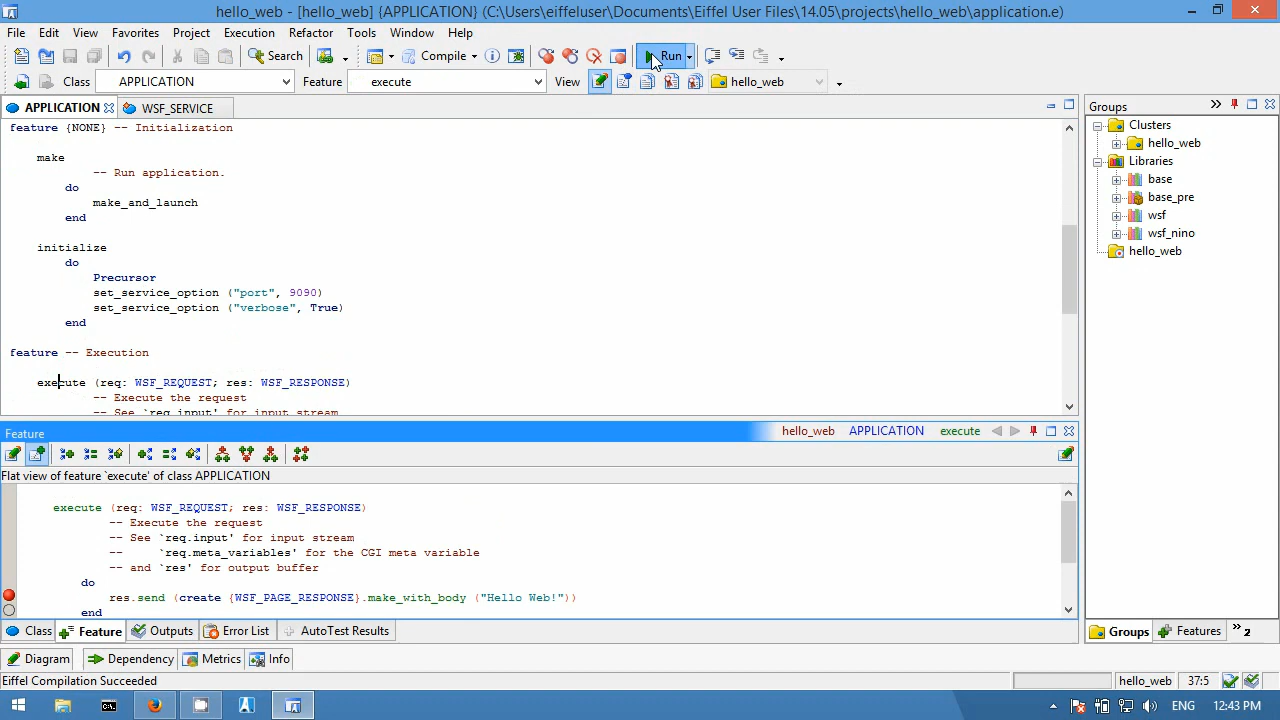 hello_web - [hello_web] {APPLICATION} (C:\Users\eiffeluser\Documents\Eiffel User Files\14.05\projects\hello_web\application.e)
File Edit View Favorites Project Execution Refactor Tools Window Help
Search Compile Run
Class APPLICATION Feature execute View hello_web
APPLICATION WSF_SERVICE
feature {NONE} -- Initialization
make
-- Run application.
do
make_and_launch
end
initialize
do
Precursor
set_service_option ("port", 9090)
set_service_option ("verbose", True)
end
feature -- Execution
execute (req: WSF_REQUEST; res: WSF_RESPONSE)
-- Execute the request
-- See `req.input' for input stream
Groups
Clusters
hello_web
Libraries
base
base_pre
wsf
wsf_nino
hello_web
Feature hello_web APPLICATION execute
Flat view of feature `execute' of class APPLICATION
execute (req: WSF_REQUEST; res: WSF_RESPONSE)
-- Execute the request
-- See `req.input' for input stream
-- `req.meta_variables' for the CGI meta variable
-- and `res' for output buffer
do
res.send (create {WSF_PAGE_RESPONSE}.make_with_body ("Hello Web!"))
end
Class Feature Outputs Error List AutoTest Results
Groups Features 2
Diagram Dependency Metrics Info
Eiffel Compilation Succeeded hello_web 37:5
ENG 12:43 PM